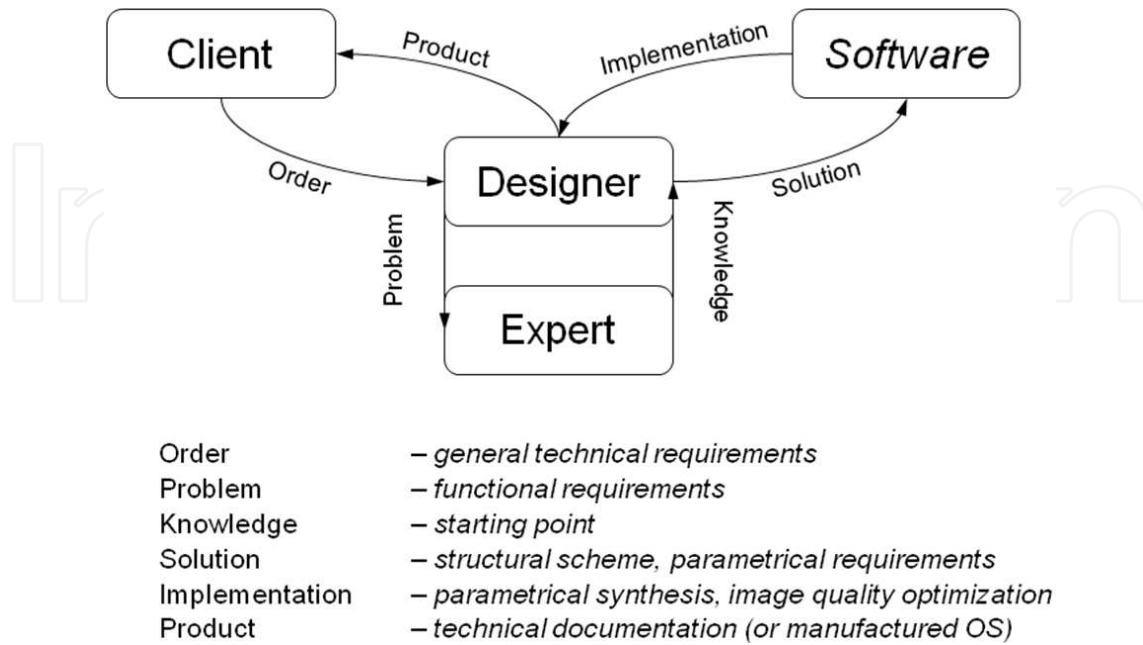 Client
Product
Implementation
Software
Order
Designer
Solution
Problem
Knowledge
Expert
Order – general technical requirements
Problem – functional requirements
Knowledge – starting point
Solution – structural scheme, parametrical requirements
Implementation – parametrical synthesis, image quality optimization
Product – technical documentation (or manufactured OS)